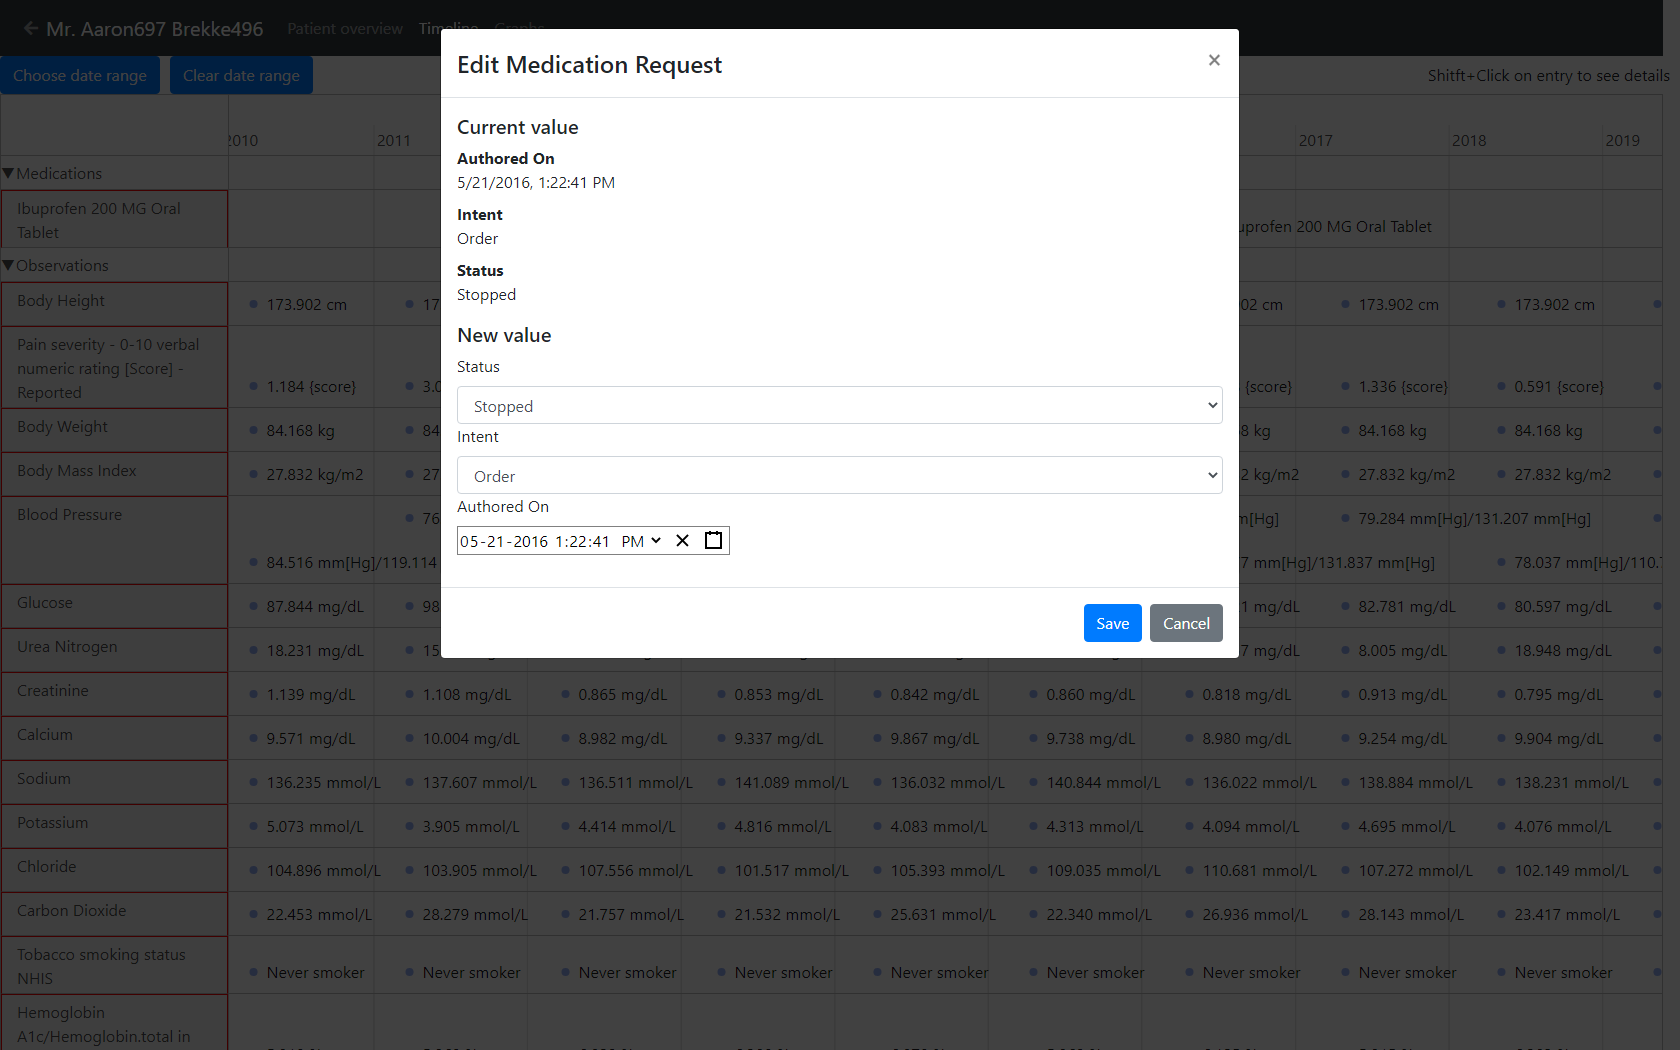 Mr. Aaron697 Brekke496 Patient overview Timeline Graphs
Choose date range Clear date range Shitft+Click on entry to see details
Edit Medication Request ×
Current value
Authored On
5/21/2016, 1:22:41 PM
Intent
Order
Status
Stopped
New value
Status
Stopped
Intent
Order
Authored On
05-21-2016 1:22:41 PM
Save Cancel
2010 2011 2017 2018 2019
Medications
Ibuprofen 200 MG Oral
Tablet
uprofen 200 MG Oral Tablet
Observations
Body Height
173.902 cm 17 02 cm 173.902 cm 173.902 cm
Pain severity - 0-10 verbal
numeric rating [Score] -
Reported
1.184 {score} 3.0 {score} 1.336 {score} 0.591 {score}
Body Weight
84.168 kg 84 8 kg 84.168 kg 84.168 kg
Body Mass Index
27.832 kg/m2 27 2 kg/m2 27.832 kg/m2 27.832 kg/m2
Blood Pressure
76 m[Hg] 79.284 mm[Hg]/131.207 mm[Hg]
84.516 mm[Hg]/119.114 7 mm[Hg]/131.837 mm[Hg] 78.037 mm[Hg]/110.
Glucose
87.844 mg/dL 98 1 mg/dL 82.781 mg/dL 80.597 mg/dL
Urea Nitrogen
18.231 mg/dL 15 7 mg/dL 8.005 mg/dL 18.948 mg/dL
Creatinine
1.139 mg/dL 1.108 mg/dL 0.865 mg/dL 0.853 mg/dL 0.842 mg/dL 0.860 mg/dL 0.818 mg/dL 0.913 mg/dL 0.795 mg/dL
Calcium
9.571 mg/dL 10.004 mg/dL 8.982 mg/dL 9.337 mg/dL 9.867 mg/dL 9.738 mg/dL 8.980 mg/dL 9.254 mg/dL 9.904 mg/dL
Sodium
136.235 mmol/L 137.607 mmol/L 136.511 mmol/L 141.089 mmol/L 136.032 mmol/L 140.844 mmol/L 136.022 mmol/L 138.884 mmol/L 138.231 mmol/L
Potassium
5.073 mmol/L 3.905 mmol/L 4.414 mmol/L 4.816 mmol/L 4.083 mmol/L 4.313 mmol/L 4.094 mmol/L 4.695 mmol/L 4.076 mmol/L
Chloride
104.896 mmol/L 103.905 mmol/L 107.556 mmol/L 101.517 mmol/L 105.393 mmol/L 109.035 mmol/L 110.681 mmol/L 107.272 mmol/L 102.149 mmol/L
Carbon Dioxide
22.453 mmol/L 28.279 mmol/L 21.757 mmol/L 21.532 mmol/L 25.631 mmol/L 22.340 mmol/L 26.936 mmol/L 28.143 mmol/L 23.417 mmol/L
Tobacco smoking status
NHIS
Never smoker Never smoker Never smoker Never smoker Never smoker Never smoker Never smoker Never smoker Never smoker
Hemoglobin
A1c/Hemoglobin.total in